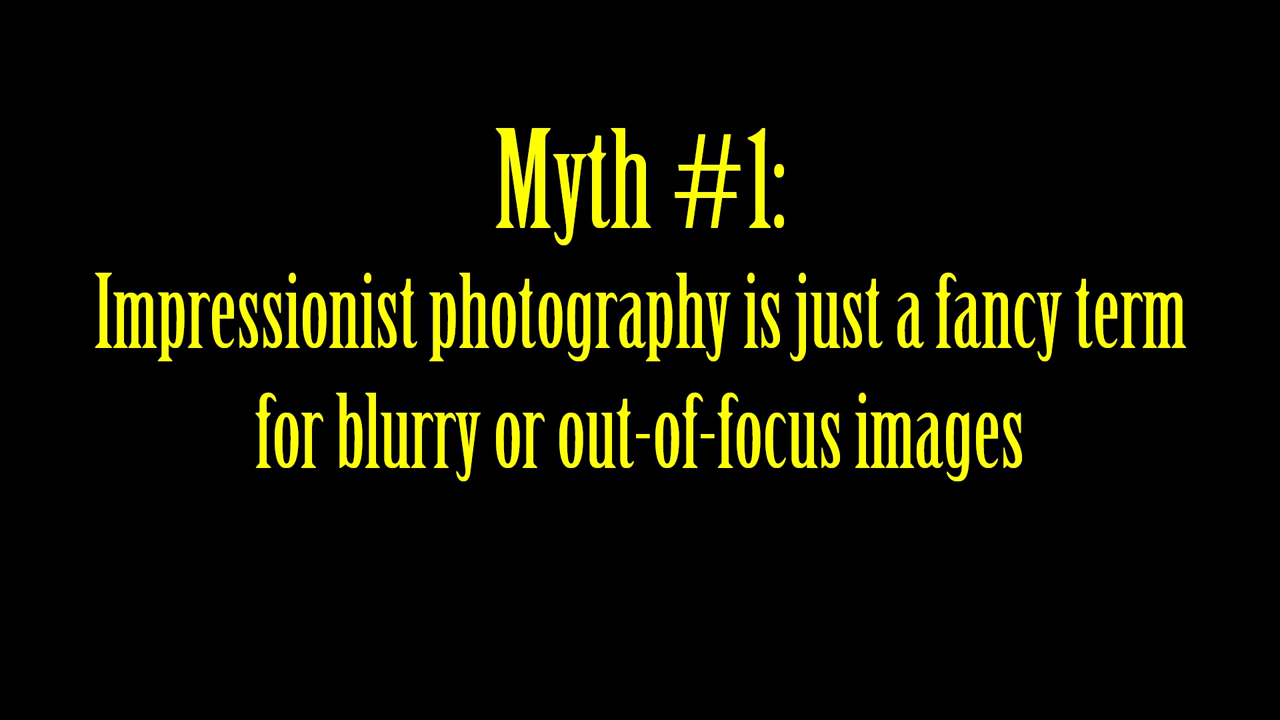 Myth #1:
Impressionist photography is just a fancy term
for blurry or out-of-focus images